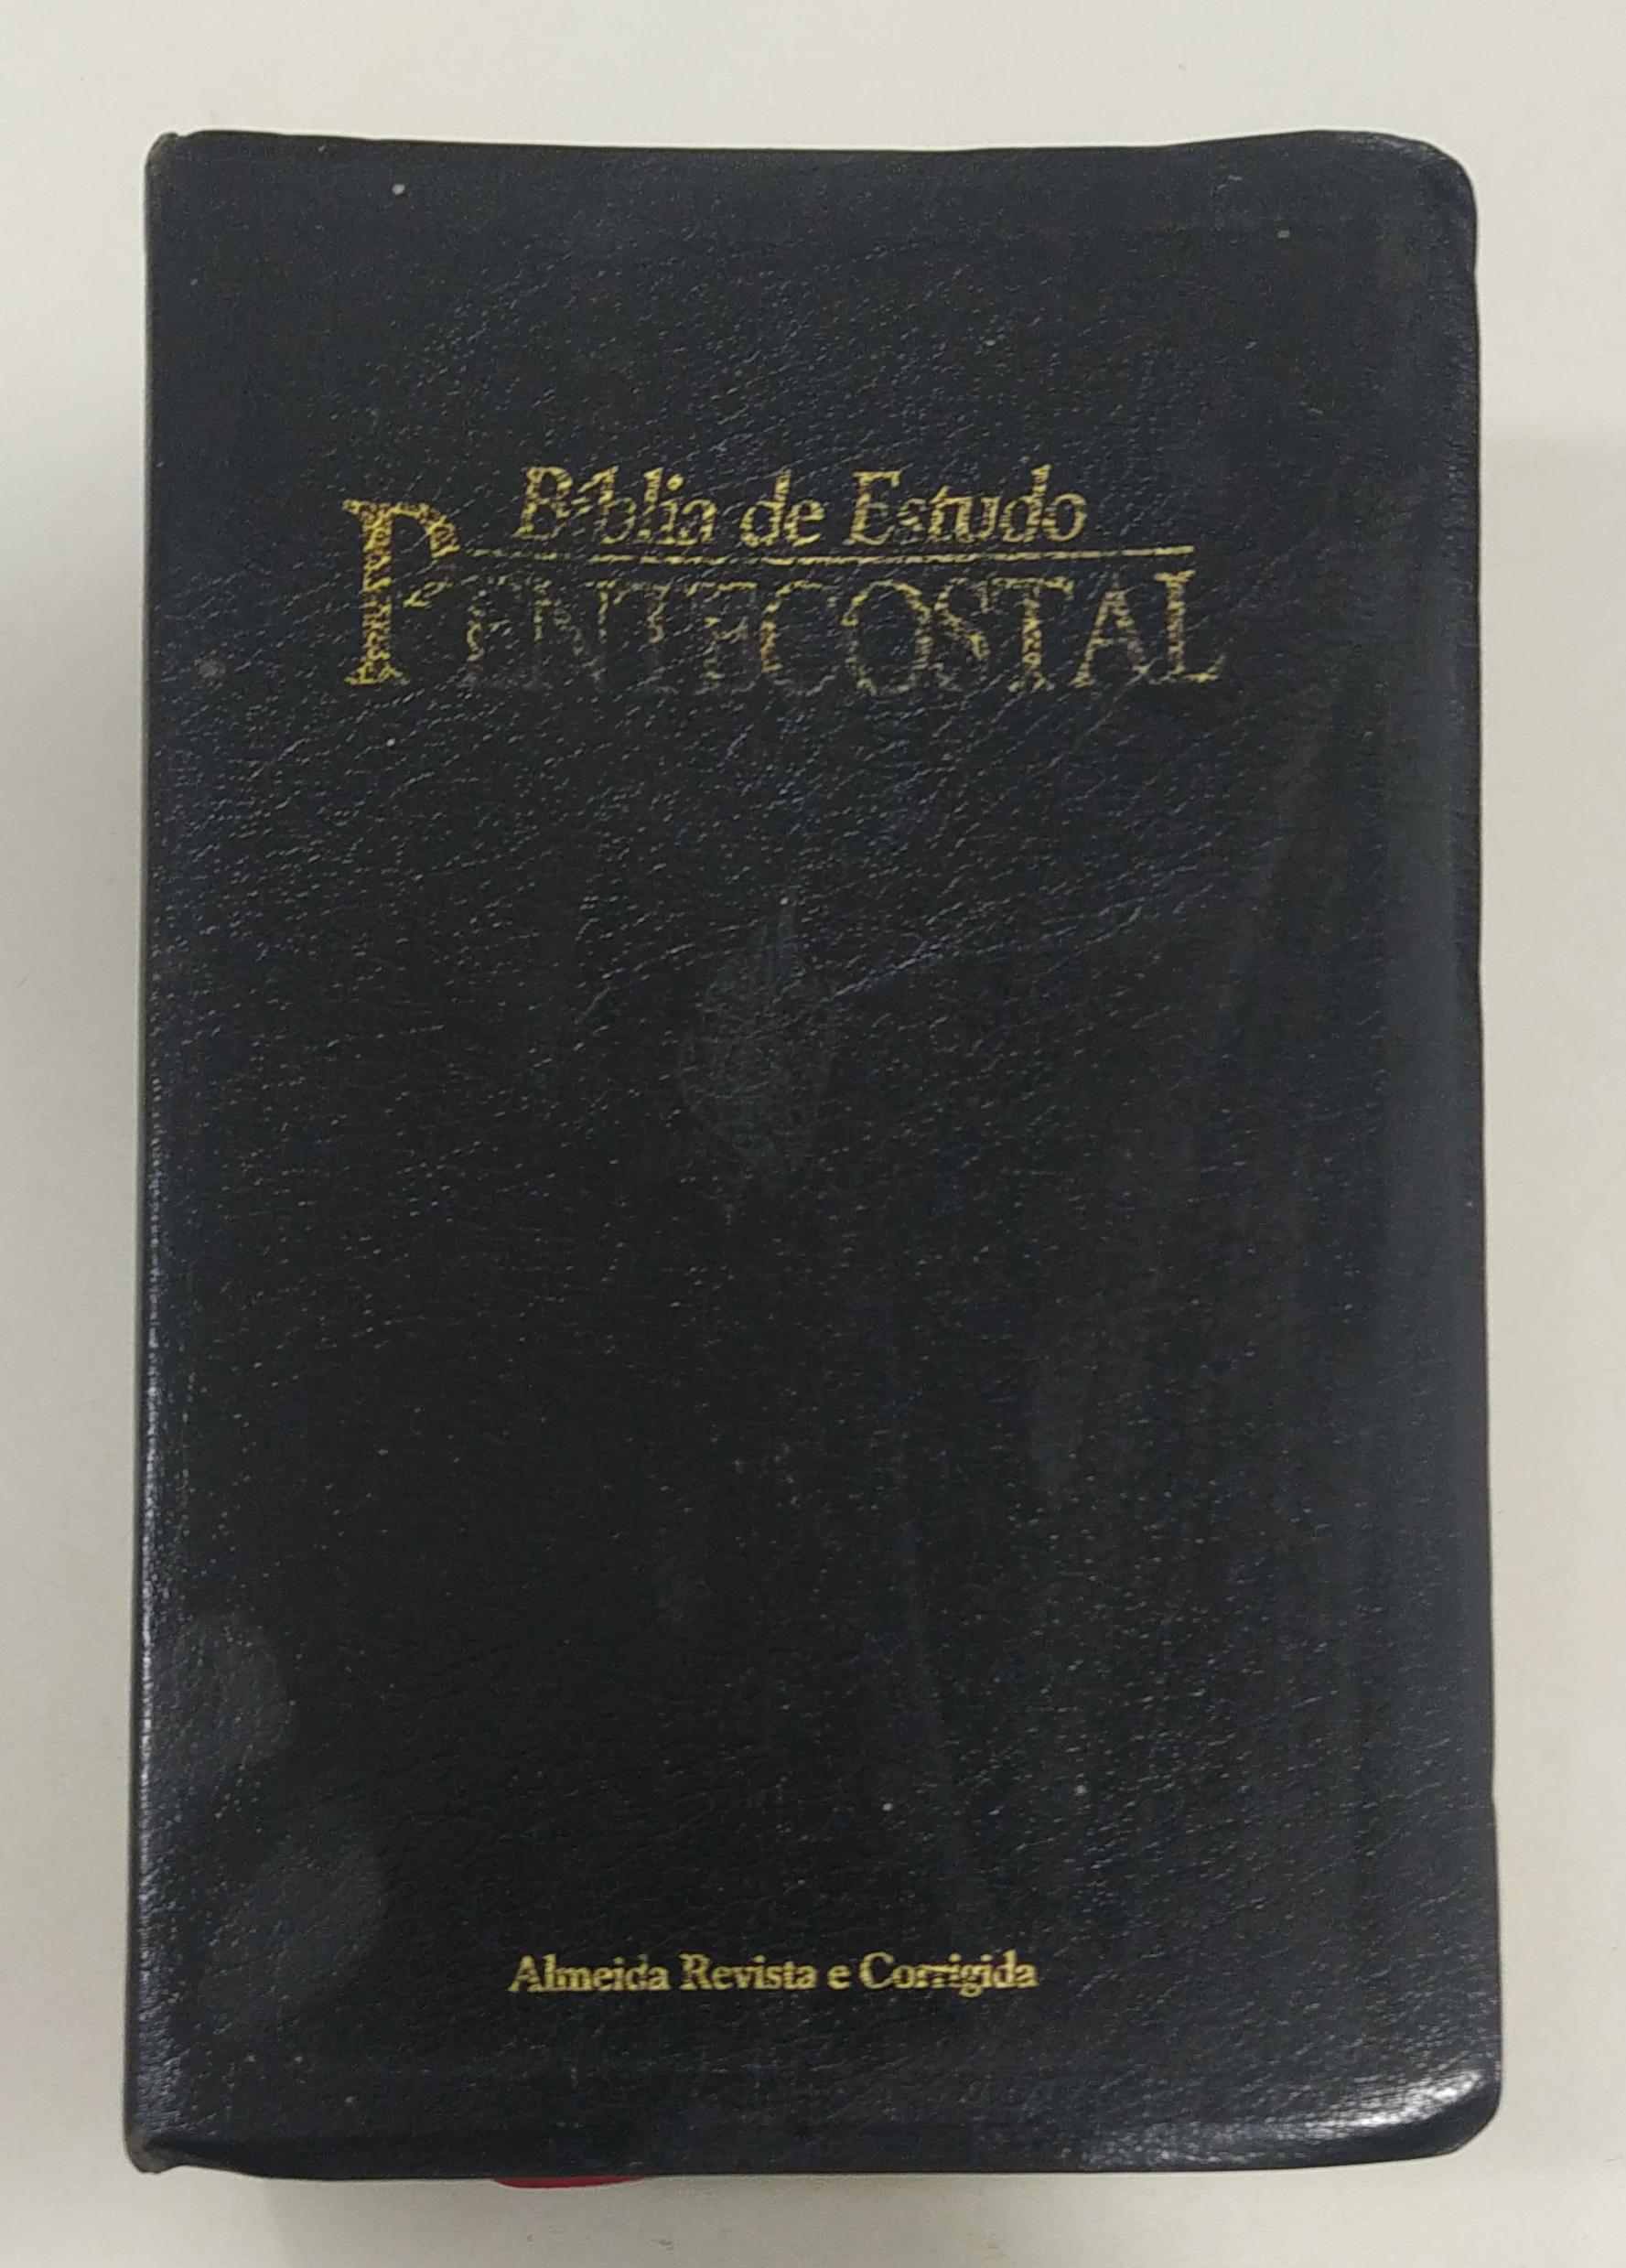 Bíblia de Estudo
PENTECOSTAL
Almeida Revista e Corrigida